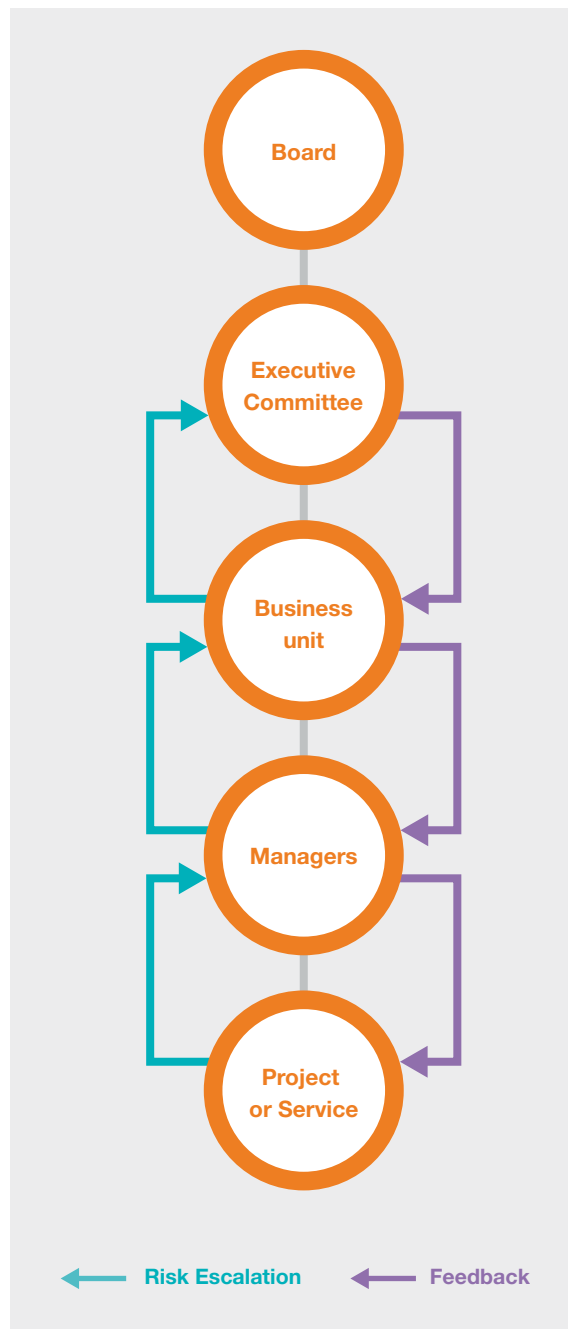 Board
Executive
Committee
Business
unit
Managers
Project
or Service
Risk Escalation
Feedback